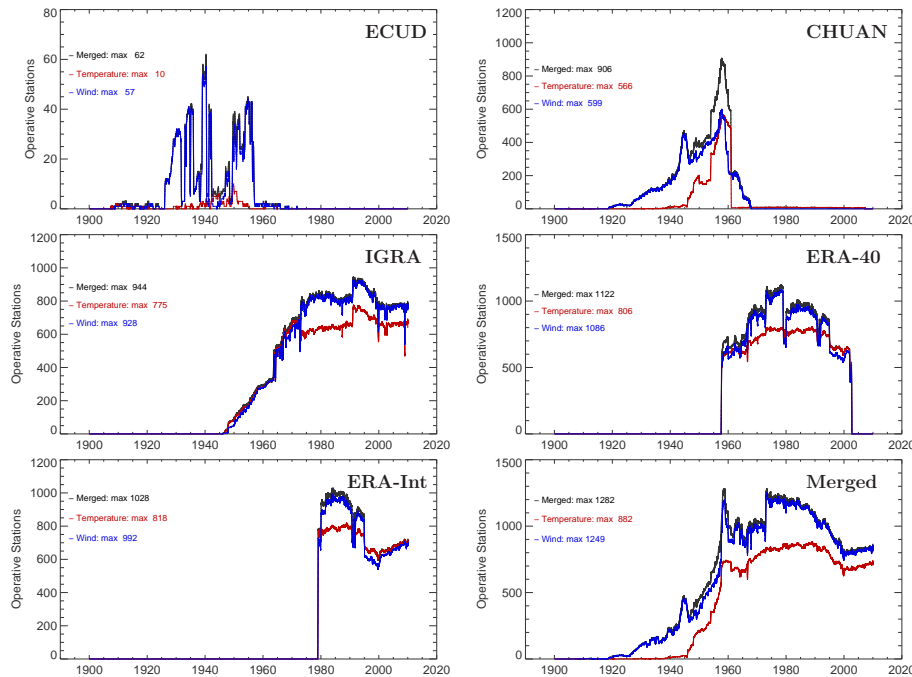 ECUD
Operative Stations
80
60
40
20
0
– Merged: max 62
– Temperature: max 10
– Wind: max 57
1900 1920 1940 1960 1980 2000 2020
CHUAN
Operative Stations
1200
1000
800
600
400
200
0
– Merged: max 906
– Temperature: max 566
– Wind: max 599
1900 1920 1940 1960 1980 2000 2020
IGRA
Operative Stations
1200
1000
800
600
400
200
0
– Merged: max 944
– Temperature: max 775
– Wind: max 928
1900 1920 1940 1960 1980 2000 2020
ERA-40
Operative Stations
1500
1000
500
0
– Merged: max 1122
– Temperature: max 806
– Wind: max 1086
1900 1920 1940 1960 1980 2000 2020
ERA-Int
Operative Stations
1200
1000
800
600
400
200
0
– Merged: max 1028
– Temperature: max 818
– Wind: max 992
1900 1920 1940 1960 1980 2000 2020
Merged
Operative Stations
1500
1000
500
0
– Merged: max 1282
– Temperature: max 882
– Wind: max 1249
1900 1920 1940 1960 1980 2000 2020